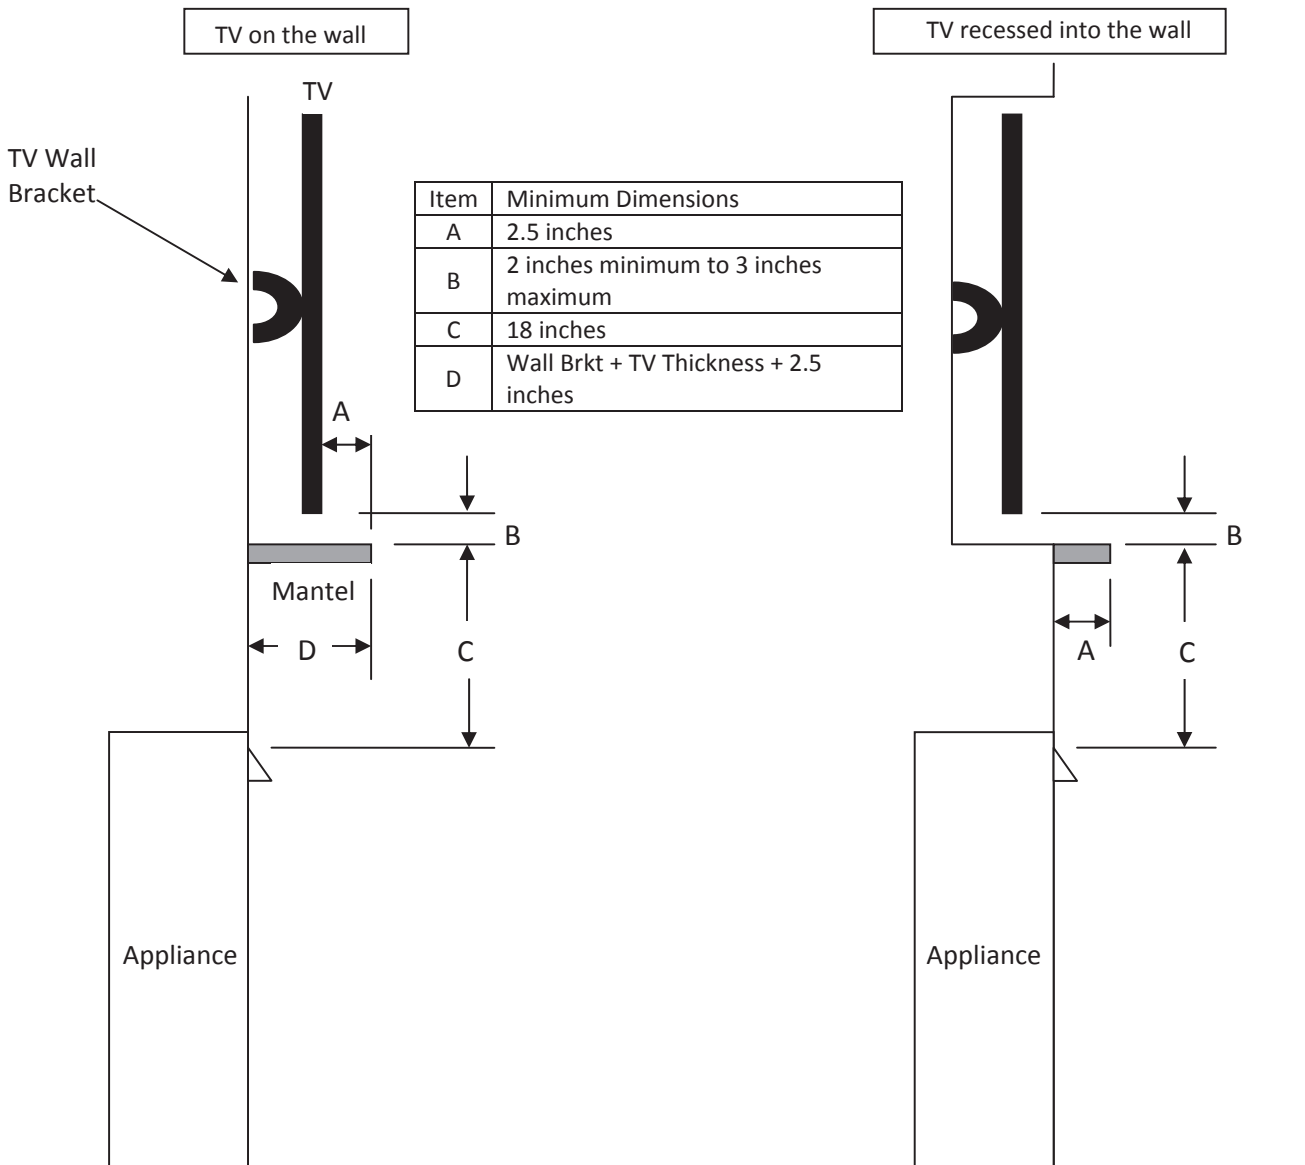 TV on the wall
TV recessed into the wall
TV
TV Wall
Bracket
Item Minimum Dimensions
A 2.5 inches
B 2 inches minimum to 3 inches
maximum
C 18 inches
D Wall Brkt + TV Thickness + 2.5
inches
A
B
Mantel
D
C
Appliance
B
A
C
Appliance